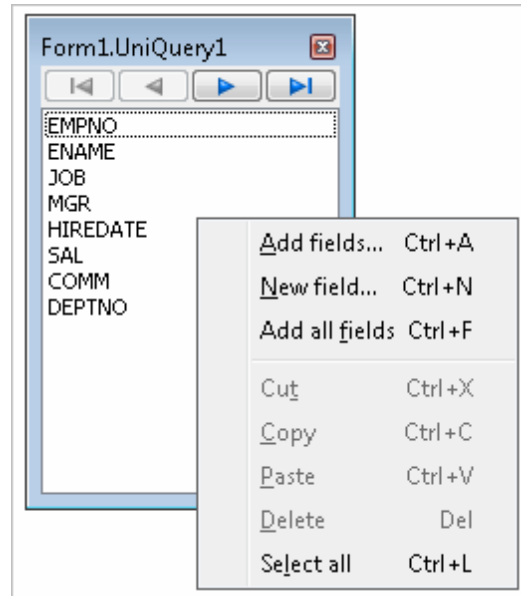 Form1.UniQuery1
EMPNO
ENAME
JOB
MGR
HIREDATE
SAL
COMM
DEPTNO
Add fields... Ctrl+A
New field... Ctrl+N
Add all fields Ctrl+F
Cut Ctrl+X
Copy Ctrl+C
Paste Ctrl+V
Delete Del
Select all Ctrl+L